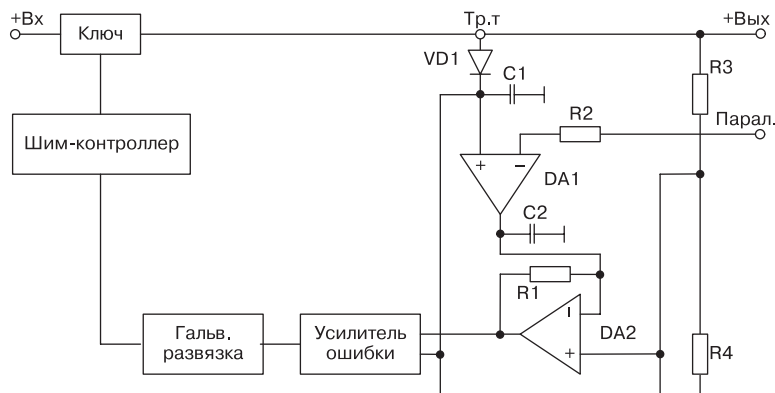 +Вх
Ключ
Тр.т
+Вых
VD1
C1
R3
R2
Парал.
Шим-контроллер
+
–
DA1
C2
R1
–
+
DA2
Гальв.
развязка
Усилитель
ошибки
R4